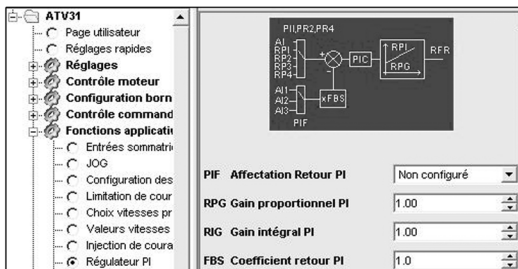 ATV31
Page utilisateur
Réglages rapides
Réglages
Contrôle moteur
Configuration born
Contrôle command
Fonctions applicati
Entrées sommatri
JOG
Configuration des
Limitation de cour
Choix vitesses pr
Valeurs vitesses
Injection de coura
Régulateur PI
PII,PR2,PR4
AI
RPI
RP2
RP3
RP4
PIC
RPI
RPG
RFR
AI1
AI2
AI3
×FBS
PIF
PIF Affectation Retour PI Non configuré
RPG Gain proportionnel PI 1.00
RIG Gain intégral PI 1.00
FBS Coefficient retour PI 1.0